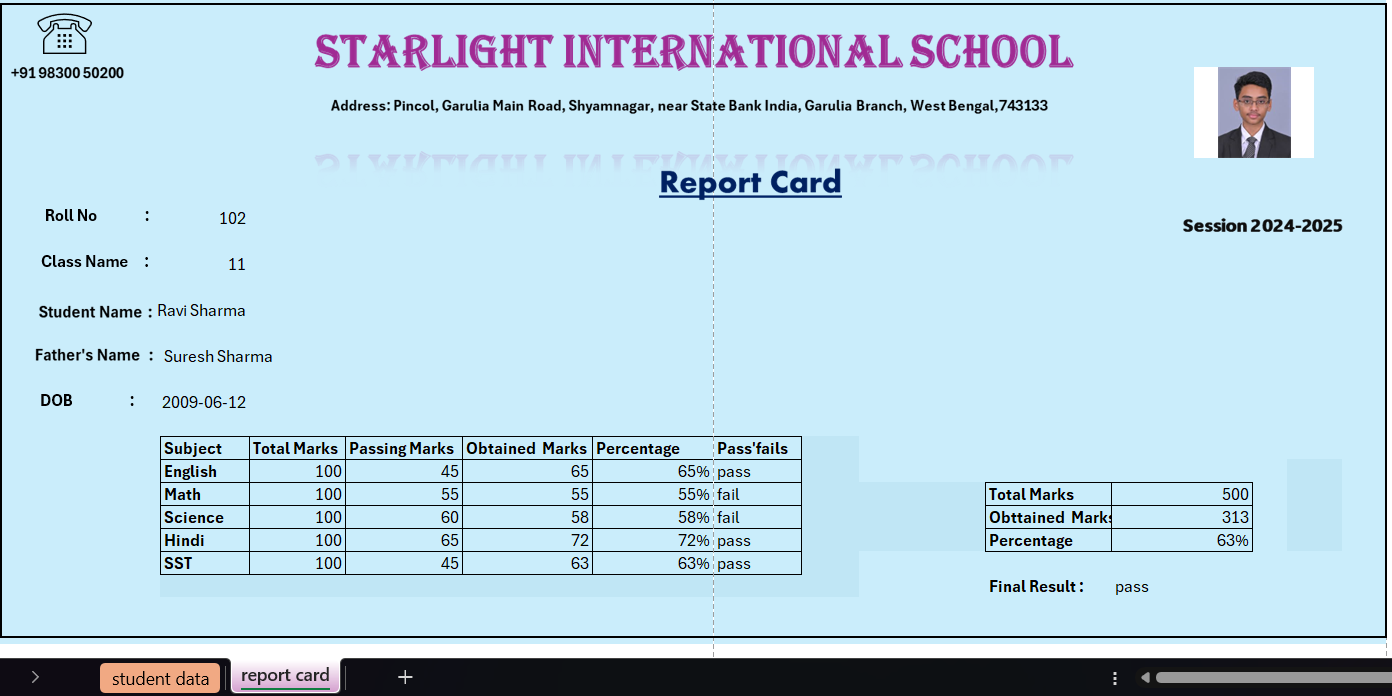 STARLIGHT INTERNATIONAL SCHOOL
+91 98300 50200
Address: Pincol, Garulia Main Road, Shyamnagar, near State Bank India, Garulia Branch, West Bengal,743133
Report Card
Roll No : 102
Session 2024-2025
Class Name : 11
Student Name : Ravi Sharma
Father's Name : Suresh Sharma
DOB : 2009-06-12
Subject Total Marks Passing Marks Obtained Marks Percentage Pass'fails
English 100 45 65 65% pass
Math 100 55 55 55% fail
Science 100 60 58 58% fail
Hindi 100 65 72 72% pass
SST 100 45 63 63% pass
Total Marks 500
Obttained Marks 313
Percentage 63%
Final Result : pass
student data report card